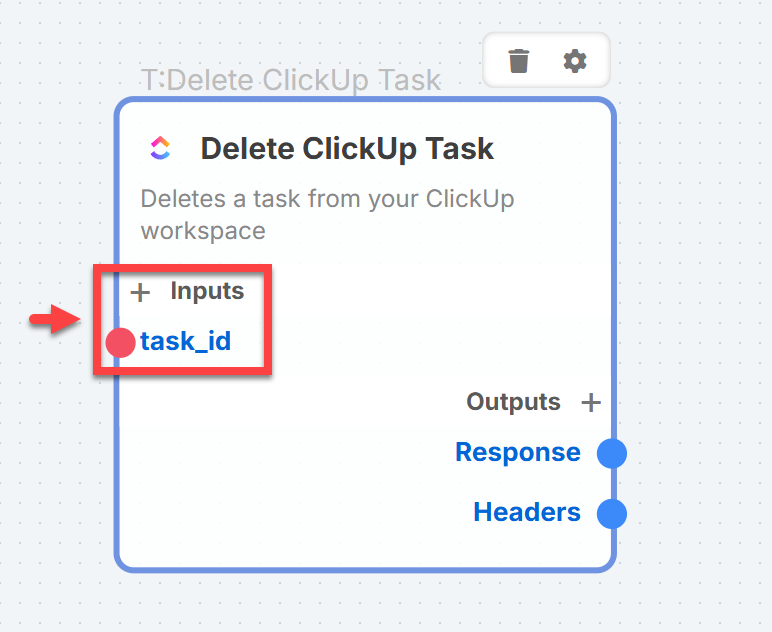 T:Delete ClickUp Task
Delete ClickUp Task
Deletes a task from your ClickUp
workspace
+ Inputs
task_id
Outputs +
Response
Headers